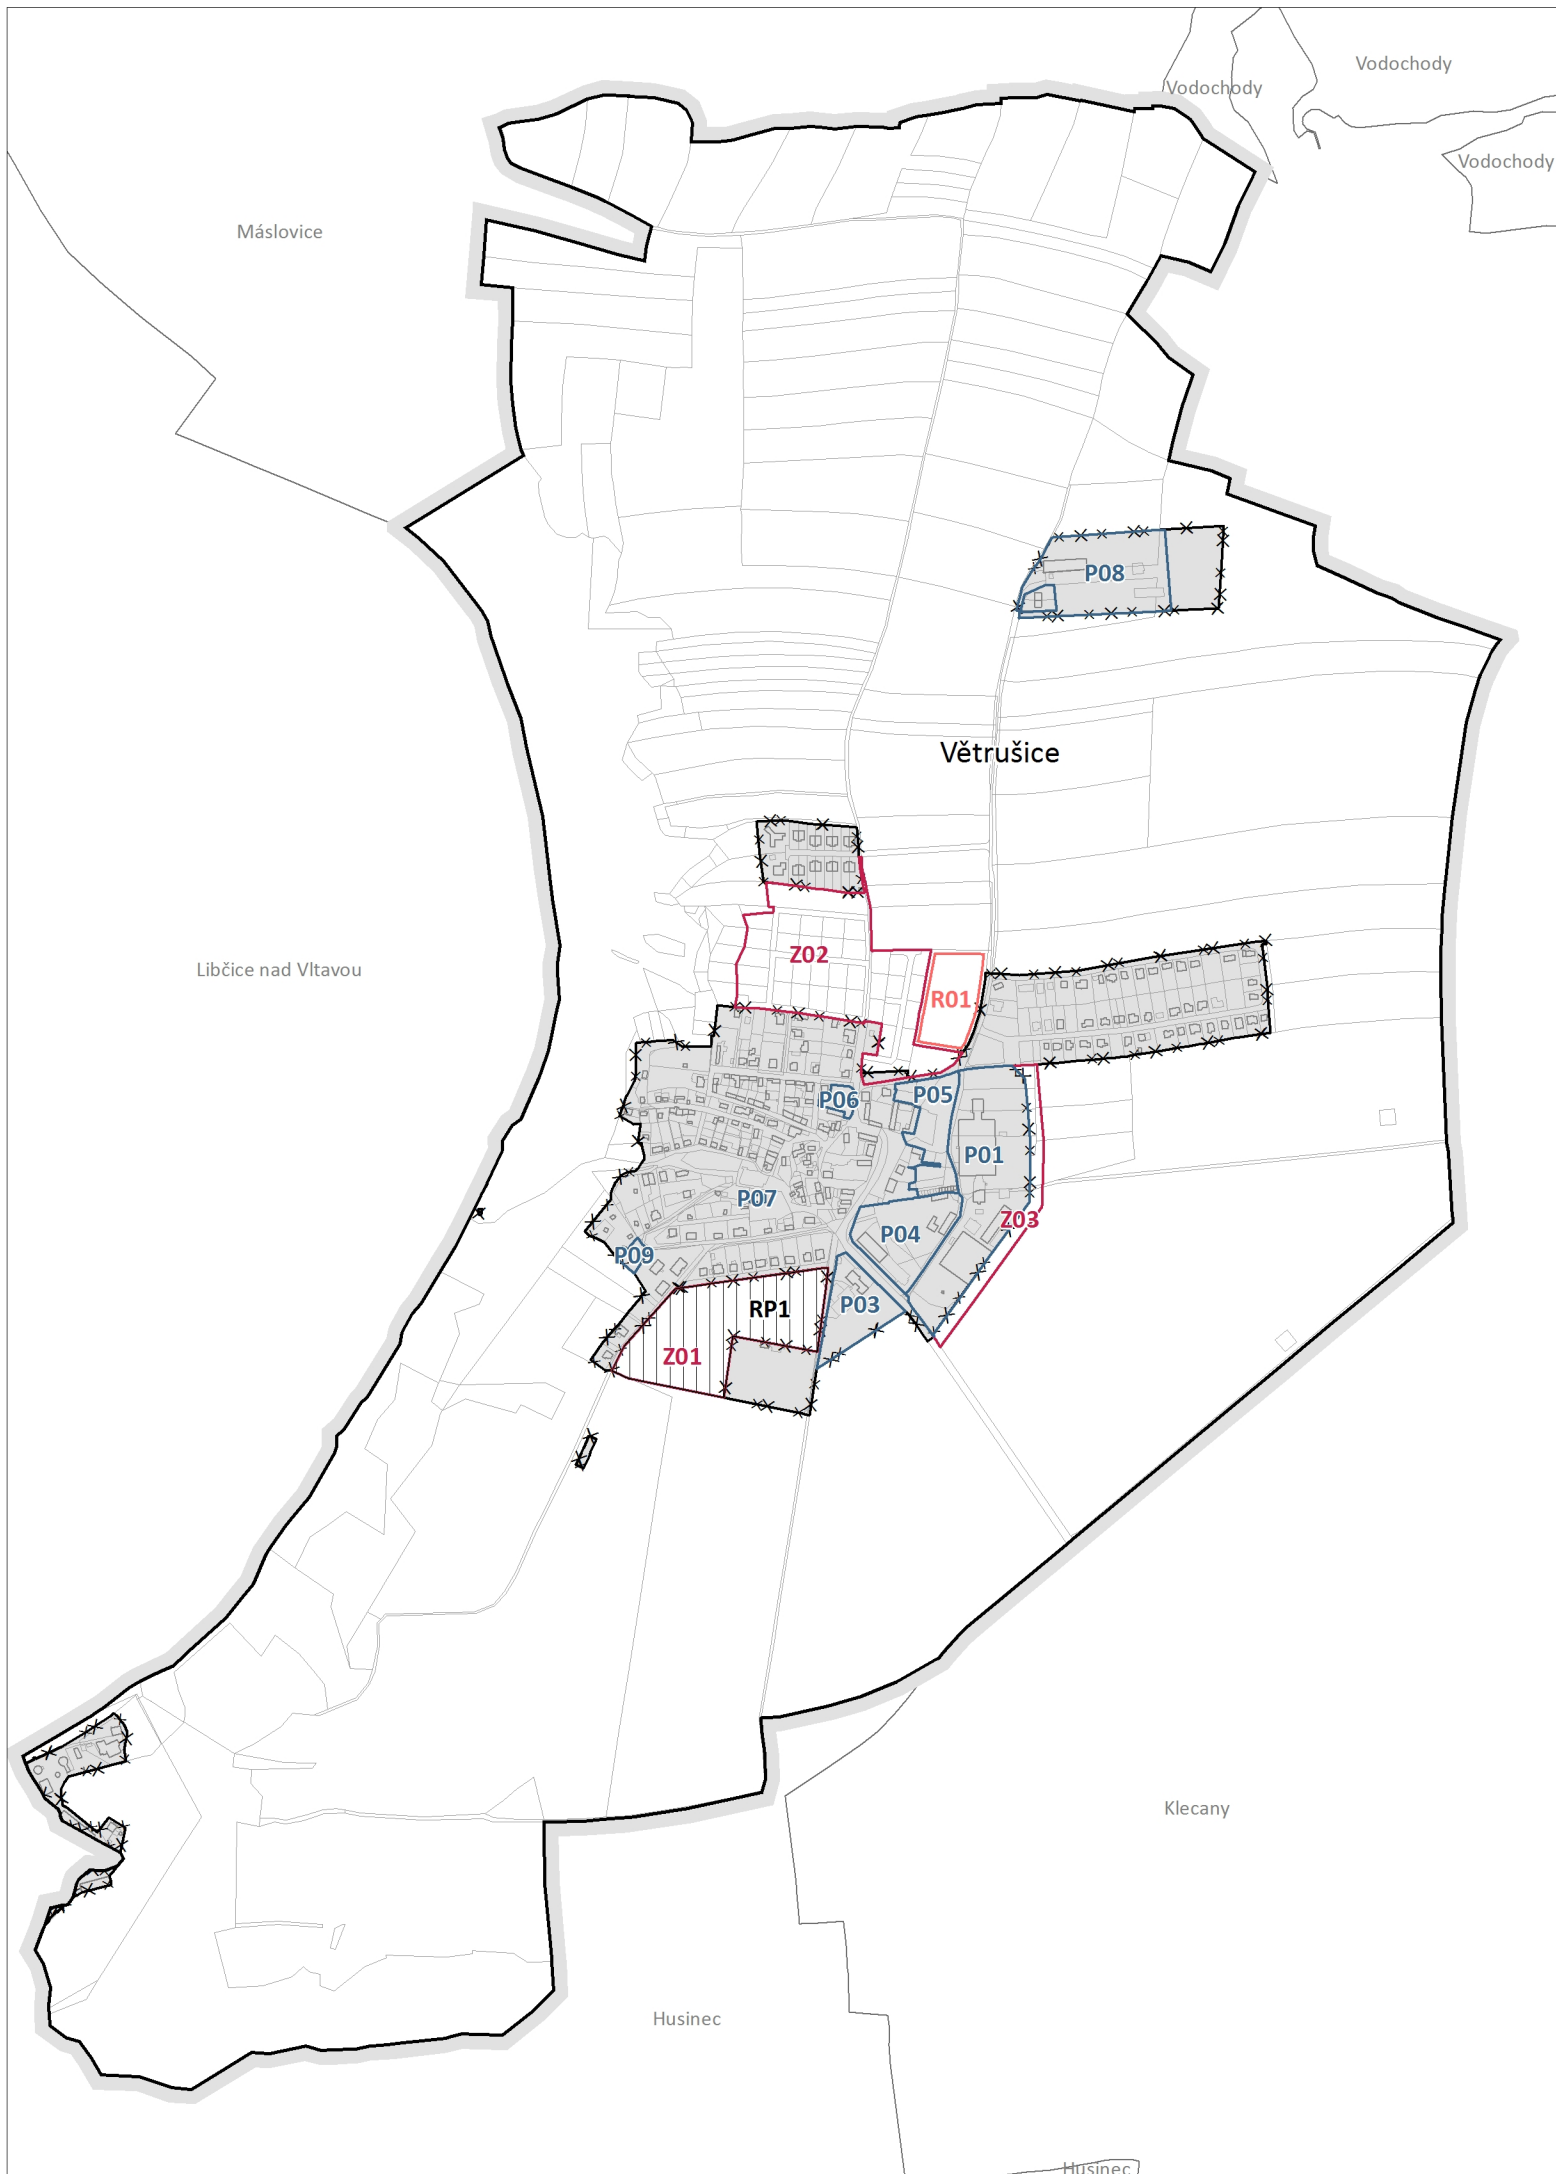 Vodochody
Vodochody
Vodochody
Máslovice
P08
Větrušice
Z02
Libčice nad Vltavou
R01
P05
P06
P01
P07
Z03
P04
P09
P03
RP1
Z01
Klecany
Husinec
Husinec